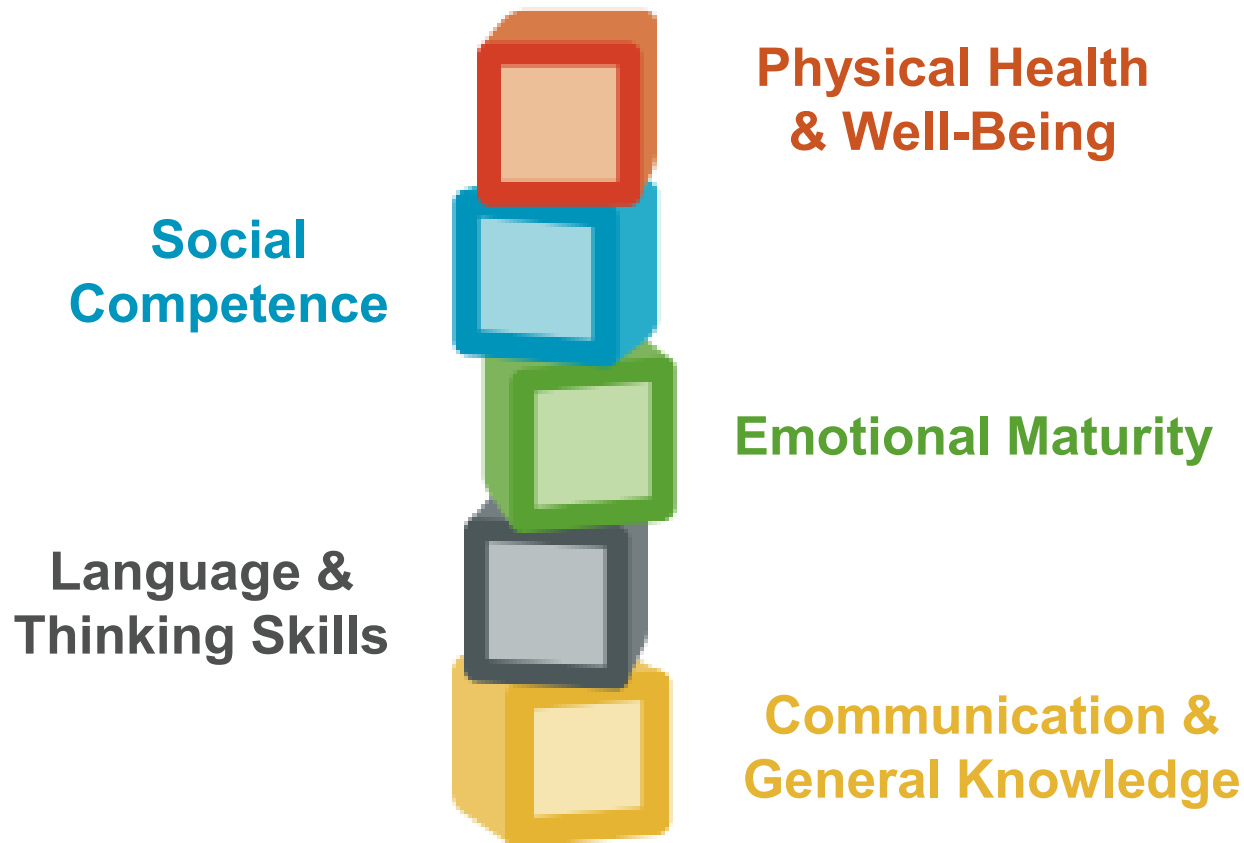 Physical Health
& Well-Being
Social
Competence
Emotional Maturity
Language &
Thinking Skills
Communication &
General Knowledge